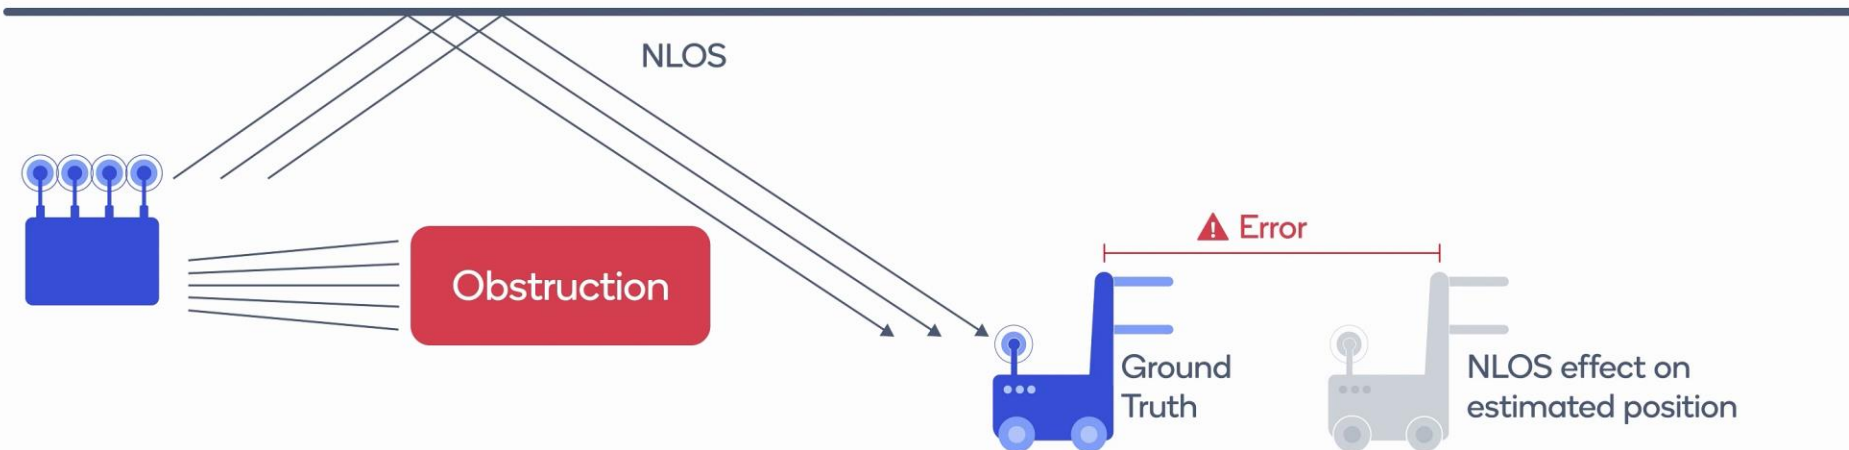 NLOS
Error
Obstruction
Ground
Truth
NLOS effect on
estimated position